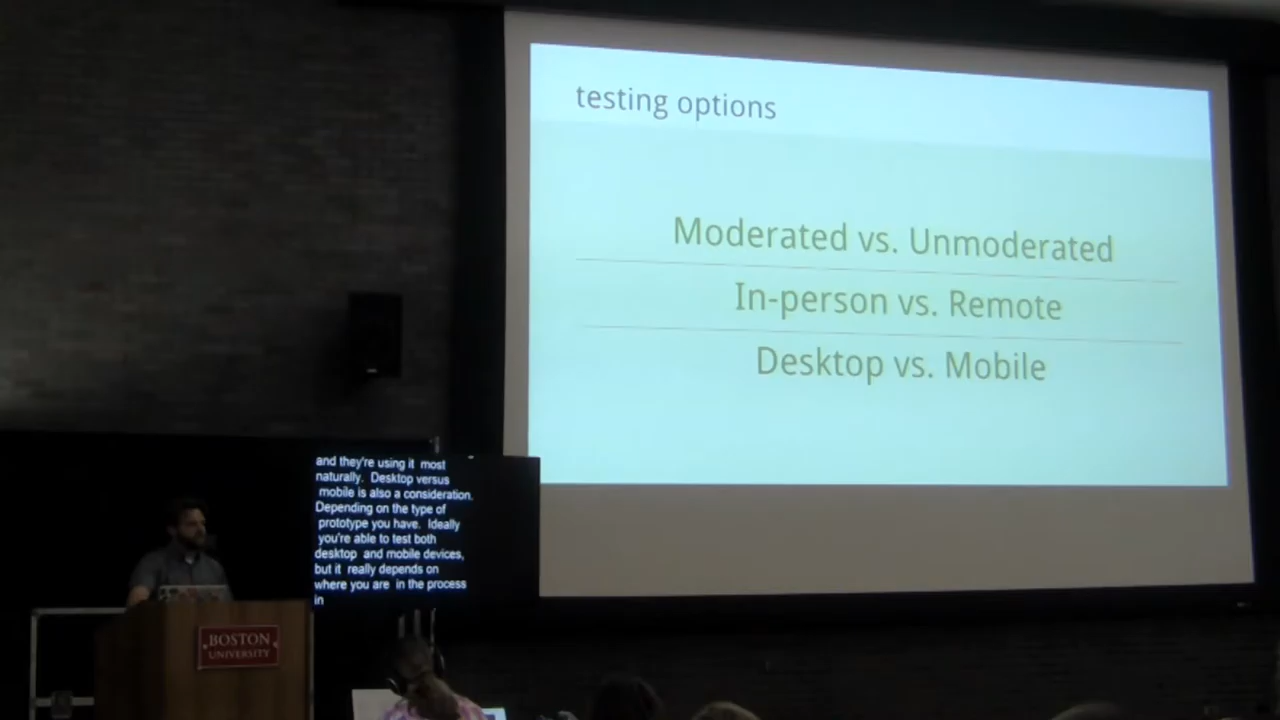 testing options
Moderated vs. Unmoderated
In-person vs. Remote
Desktop vs. Mobile
and they're using it most
naturally. Desktop versus
mobile is also a consideration.
Depending on the type of
prototype you have. Ideally
you're able to test both
desktop and mobile devices,
but it really depends on
where you are in the process
in
BOSTON
UNIVERSITY